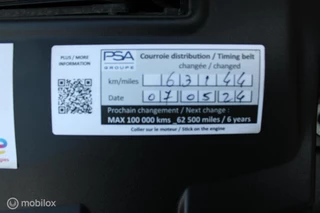 PLUS / MORE
INFORMATION
PSA
GROUPE
Courroie distribution / Timing belt
changée / changed
km/miles 63144
Date 070524
Prochain changement / Next change :
MAX 100 000 kms _ 62 500 miles / 6 years
Coller sur le moteur / Stick on the engine
© Mobilox